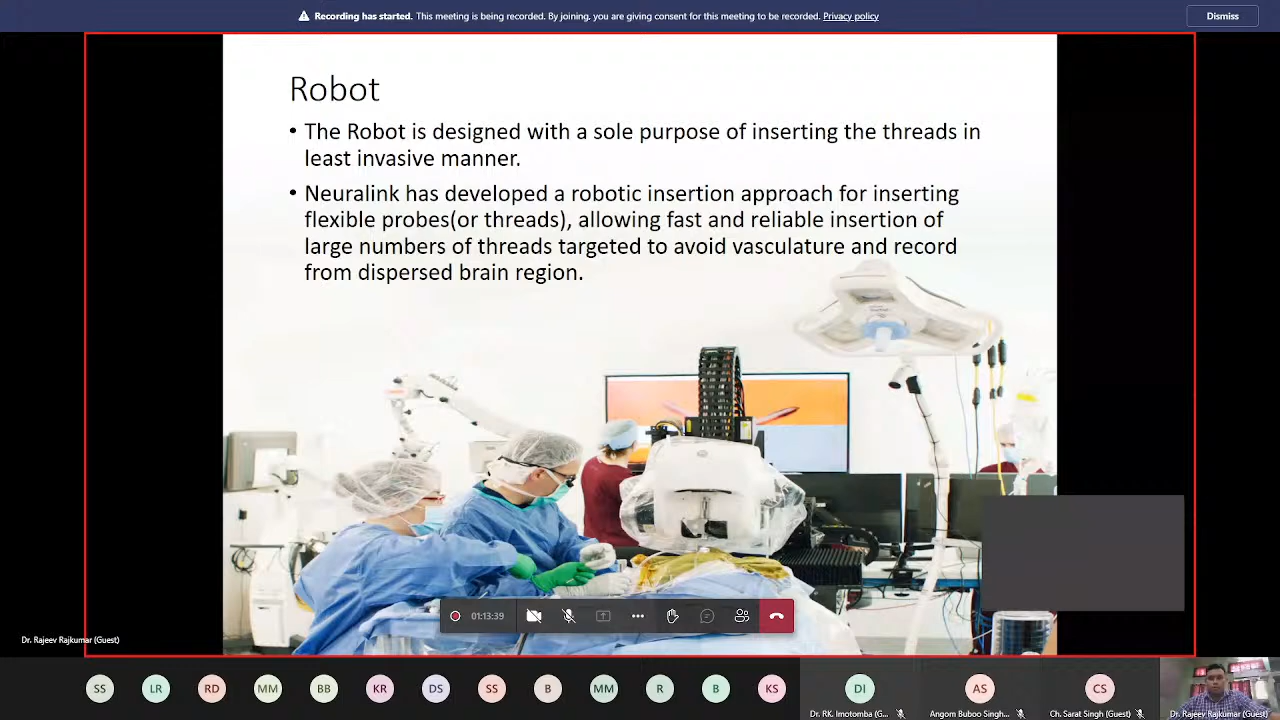 Recording has started. This meeting is being recorded. By joining, you are giving consent for this meeting to be recorded. Privacy policy
Dismiss
Robot
• The Robot is designed with a sole purpose of inserting the threads in
least invasive manner.
• Neuralink has developed a robotic insertion approach for inserting
flexible probes(or threads), allowing fast and reliable insertion of
large numbers of threads targeted to avoid vasculature and record
from dispersed brain region.
01:13:39
Dr. Rajeev Rajkumar (Guest)
SS LR RD MM BB KR DS SS B MM R B KS DI AS CS
Dr. RK. Imotomba (G... Angom Buboo Singh... Ch. Sarat Singh (Guest) Dr. Rajeev Rajkumar (Guest)